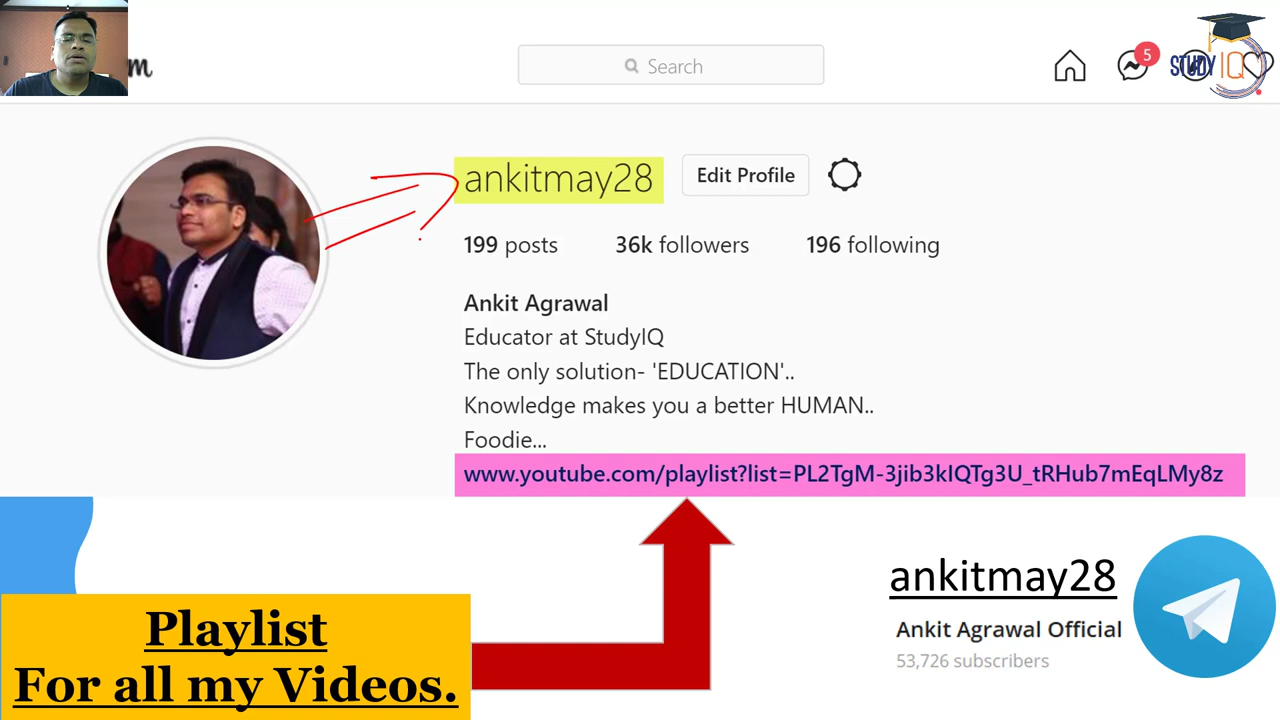 m
Search
5
STUDY IQ
ankitmay28
Edit Profile
199 posts 36k followers 196 following
Ankit Agrawal
Educator at StudyIQ
The only solution- 'EDUCATION'..
Knowledge makes you a better HUMAN..
Foodie...
www.youtube.com/playlist?list=PL2TgM-3jib3kIQTg3U_tRHub7mEqLMy8z
ankitmay28
Ankit Agrawal Official
53,726 subscribers
Playlist
For all my Videos.